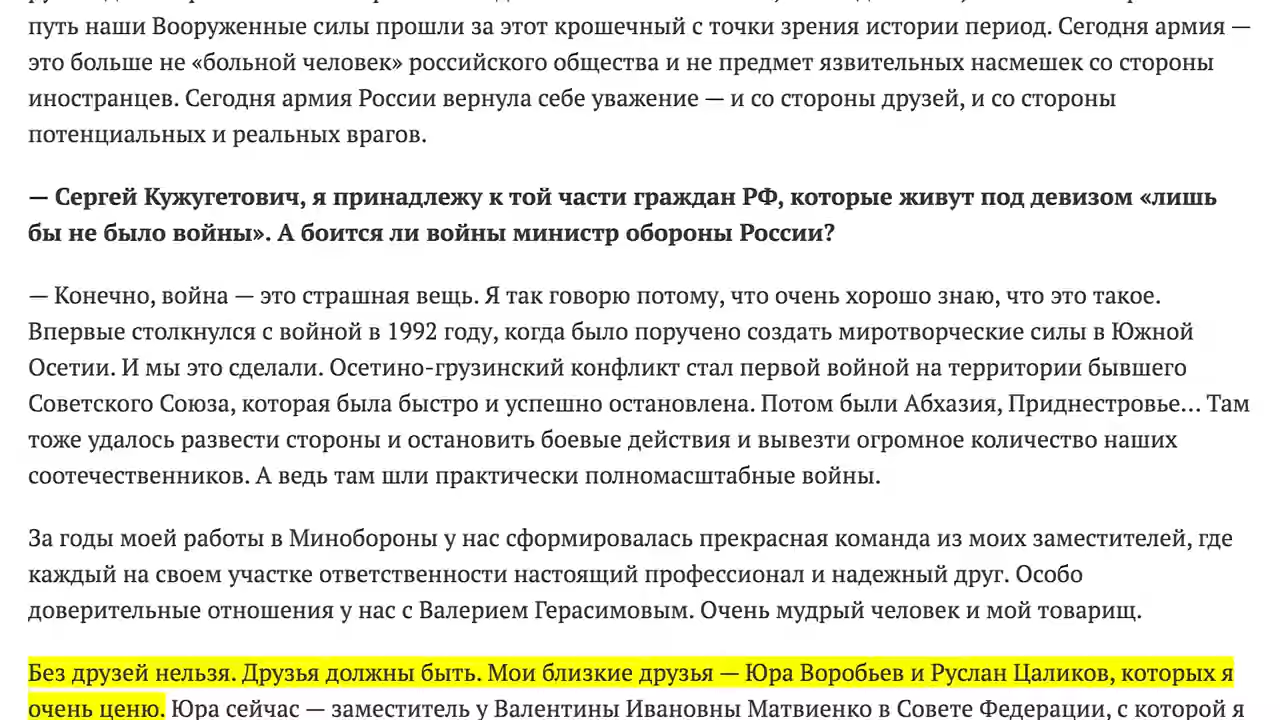 путь наши Вооруженные силы прошли за этот крошечный с точки зрения истории период. Сегодня армия —
это больше не «больной человек» российского общества и не предмет язвительных насмешек со стороны
иностранцев. Сегодня армия России вернула себе уважение — и со стороны друзей, и со стороны
потенциальных и реальных врагов.
— Сергей Кужугетович, я принадлежу к той части граждан РФ, которые живут под девизом «лишь
бы не было войны». А боится ли войны министр обороны России?
— Конечно, война — это страшная вещь. Я так говорю потому, что очень хорошо знаю, что это такое.
Впервые столкнулся с войной в 1992 году, когда было поручено создать миротворческие силы в Южной
Осетии. И мы это сделали. Осетино-грузинский конфликт стал первой войной на территории бывшего
Советского Союза, которая была быстро и успешно остановлена. Потом были Абхазия, Приднестровье... Там
тоже удалось развести стороны и остановить боевые действия и вывезти огромное количество наших
соотечественников. А ведь там шли практически полномасштабные войны.
За годы моей работы в Минобороны у нас сформировалась прекрасная команда из моих заместителей, где
каждый на своем участке ответственности настоящий профессионал и надежный друг. Особо
доверительные отношения у нас с Валерием Герасимовым. Очень мудрый человек и мой товарищ.
Без друзей нельзя. Друзья должны быть. Мои близкие друзья — Юра Воробьев и Руслан Цаликов, которых я
очень ценю. Юра сейчас — заместитель у Валентины Ивановны Матвиенко в Совете Федерации, с которой я